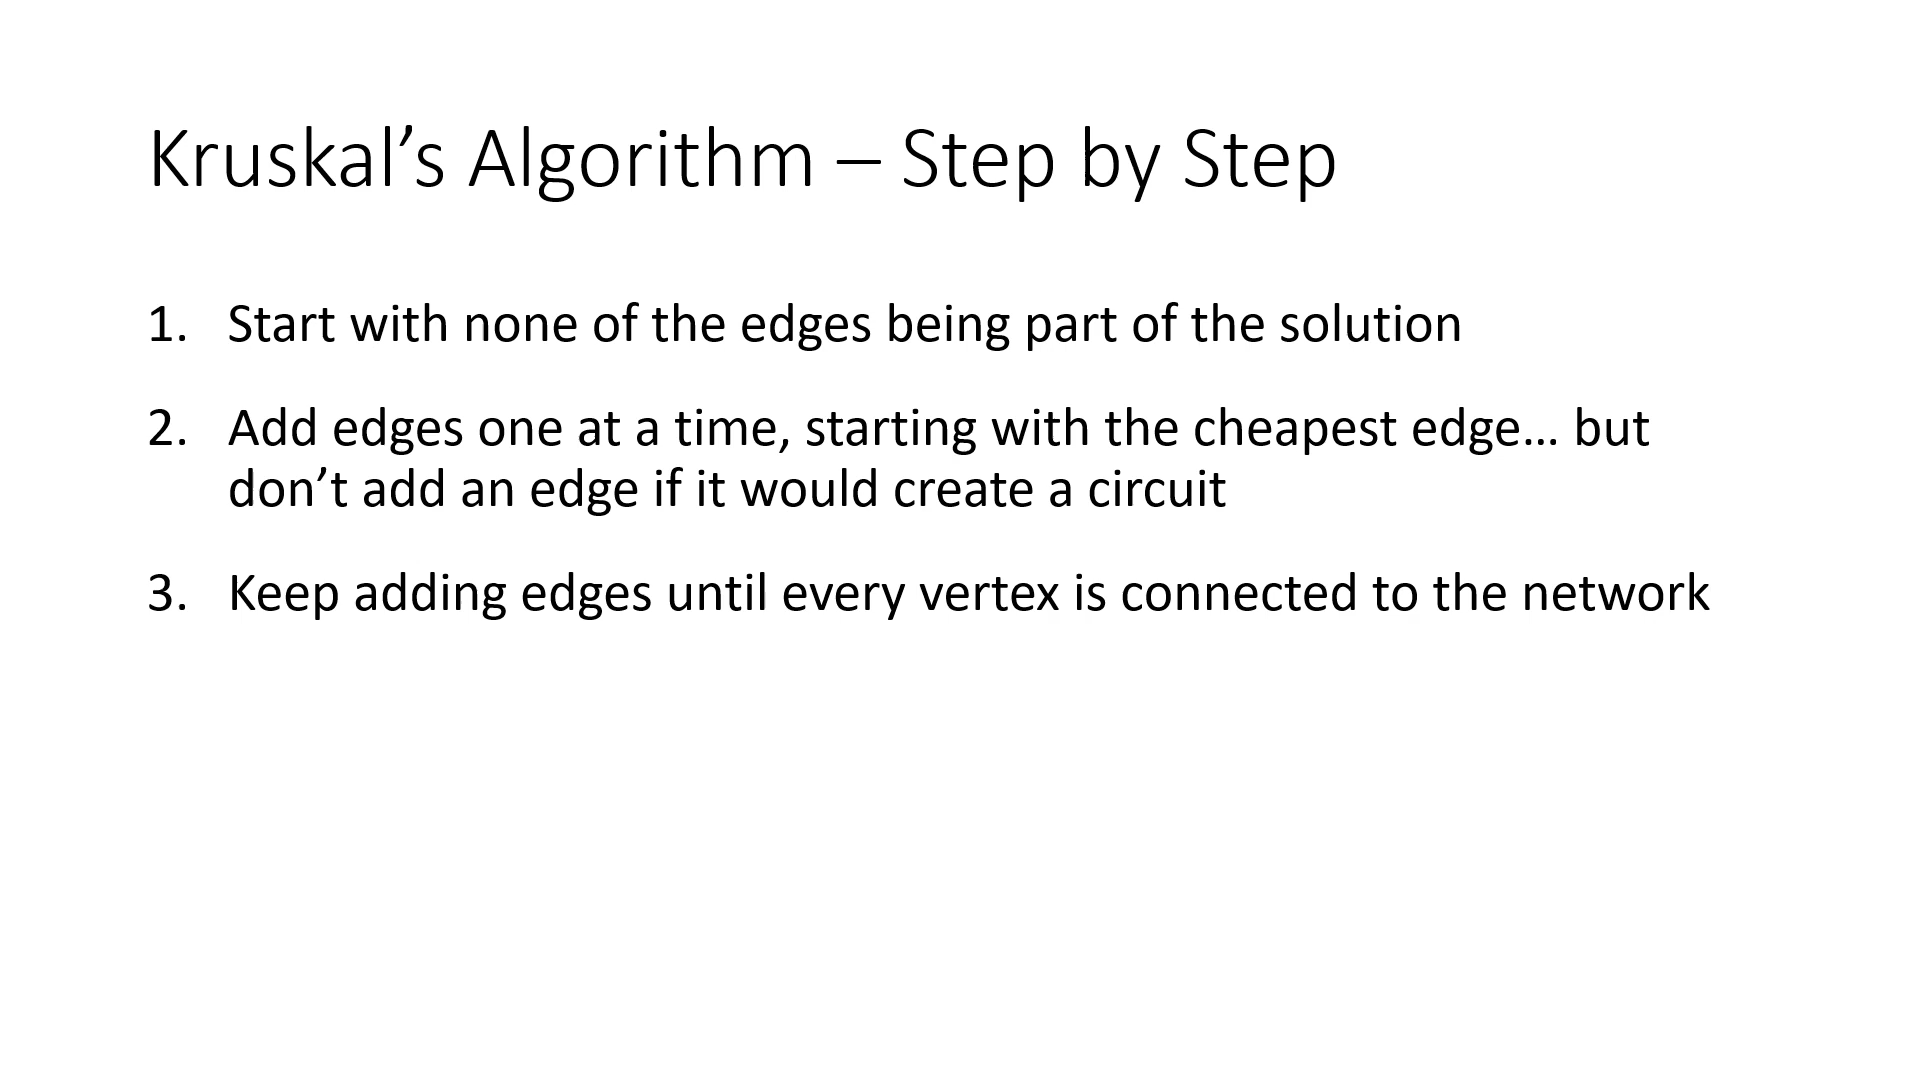 Kruskal’s Algorithm – Step by Step
1. Start with none of the edges being part of the solution
2. Add edges one at a time, starting with the cheapest edge… but
don’t add an edge if it would create a circuit
3. Keep adding edges until every vertex is connected to the network